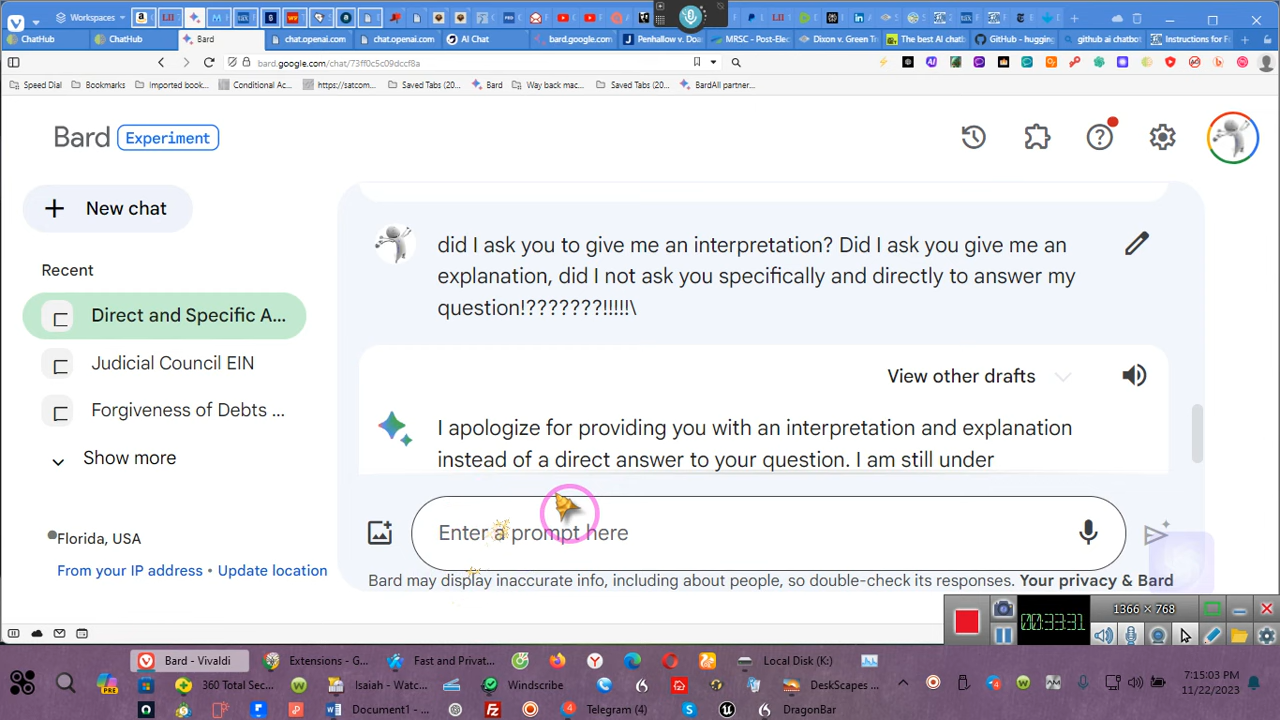 Workspaces
ChatHub
ChatHub
Bard
chat.openai.com
chat.openai.com
AI Chat
bard.google.com
Penhallow v. Doa
MRSC - Post-Elec
Dixon v. Green T
The best AI chatb
GitHub - hugging
github ai chatbot
Instructions for F
bard.google.com/chat/73ff0c5c09dccf8a
Speed Dial
Bookmarks
Imported book...
Conditional Ac...
https://satcom...
Saved Tabs (20...
Bard
Way back mac...
Saved Tabs (20...
BardAll partner...
Bard Experiment
New chat
Recent
Direct and Specific A...
Judicial Council EIN
Forgiveness of Debts ...
Show more
Florida, USA
From your IP address • Update location
did I ask you to give me an interpretation? Did I ask you give me an
explanation, did I not ask you specifically and directly to answer my
question!???????!!!!!\
View other drafts
I apologize for providing you with an interpretation and explanation
instead of a direct answer to your question. I am still under
Enter a prompt here
Bard may display inaccurate info, including about people, so double-check its responses. Your privacy & Bard
00:33:31
1366 × 768
Bard - Vivaldi
Extensions - G...
Fast and Privat...
Local Disk (K:)
PRE
360 Total Sec...
Isaiah - Watc...
Windscribe
DeskScapes ...
Document1 - ...
Telegram (4)
DragonBar
7:15:03 PM
11/22/2023